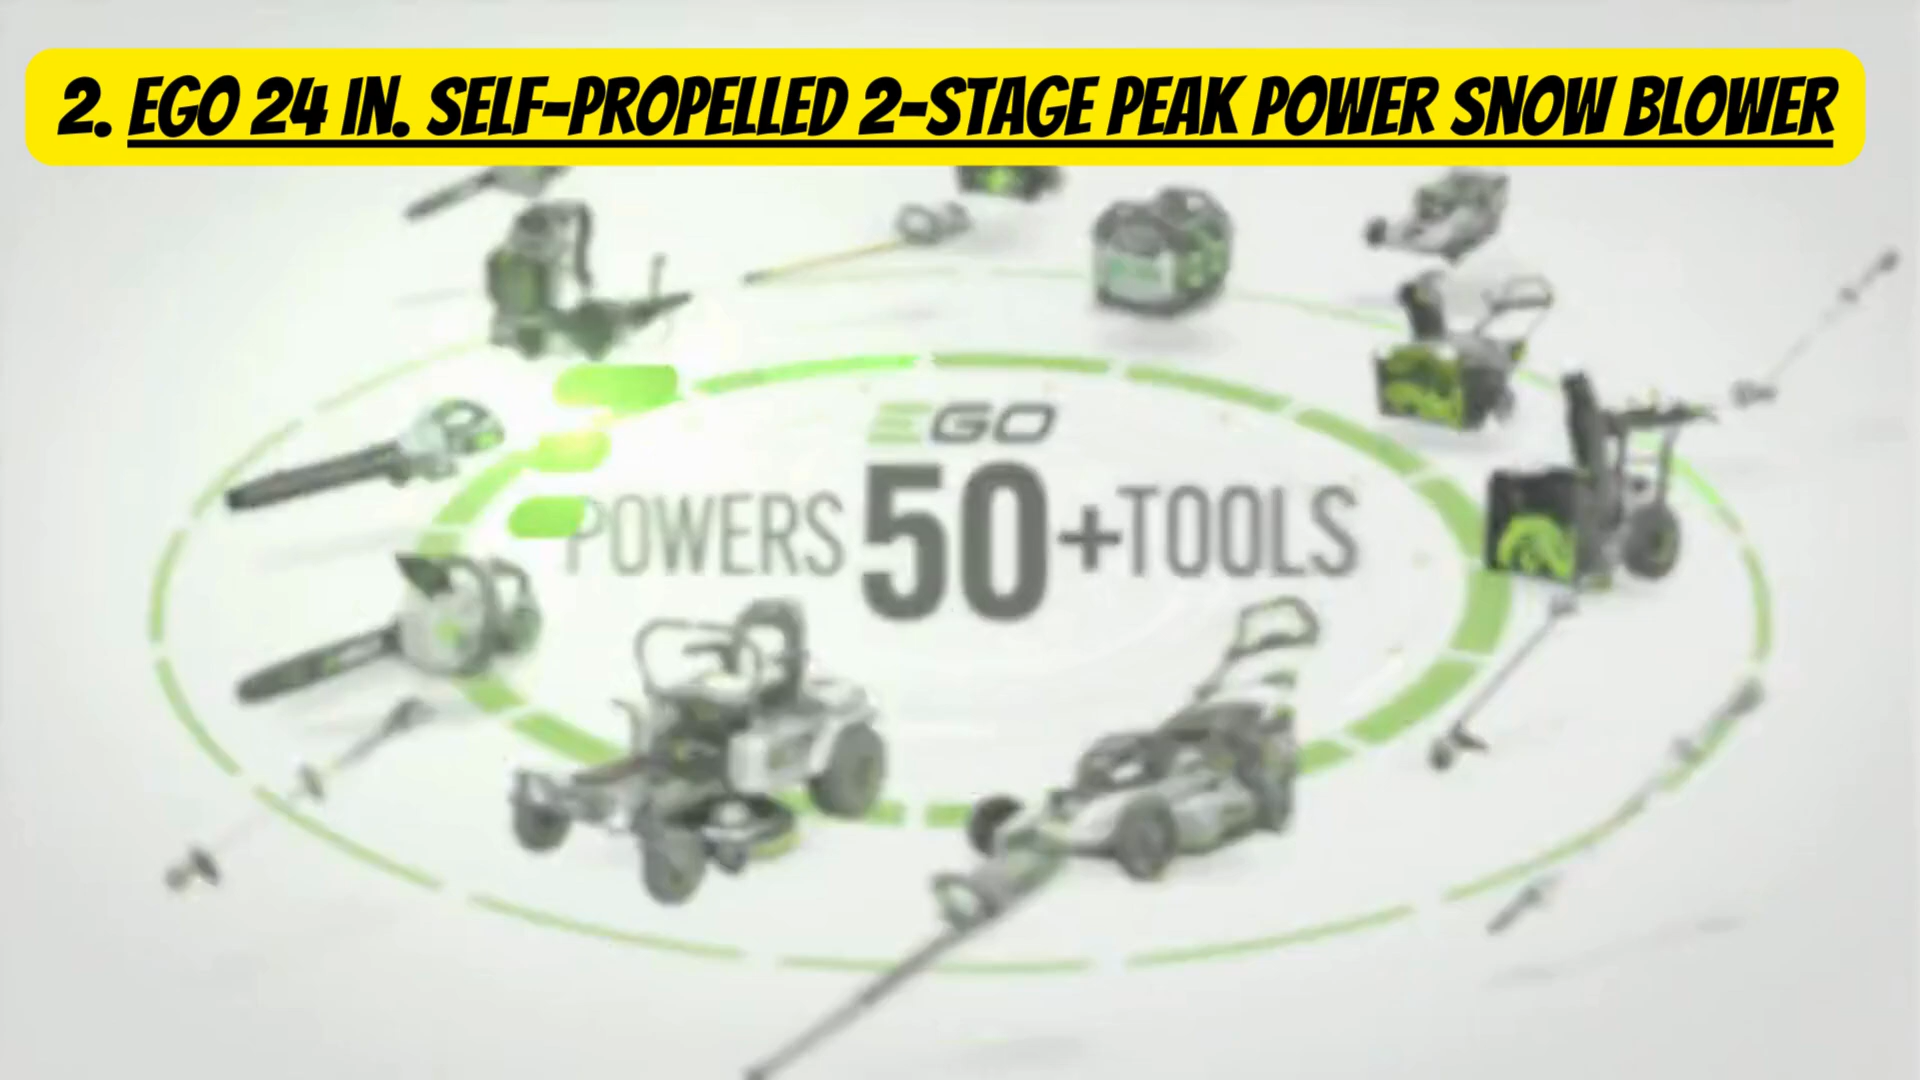 2. EGO 24 IN. SELF-PROPELLED 2-STAGE PEAK POWER SNOW BLOWER
EGO
POWERS 50+ TOOLS